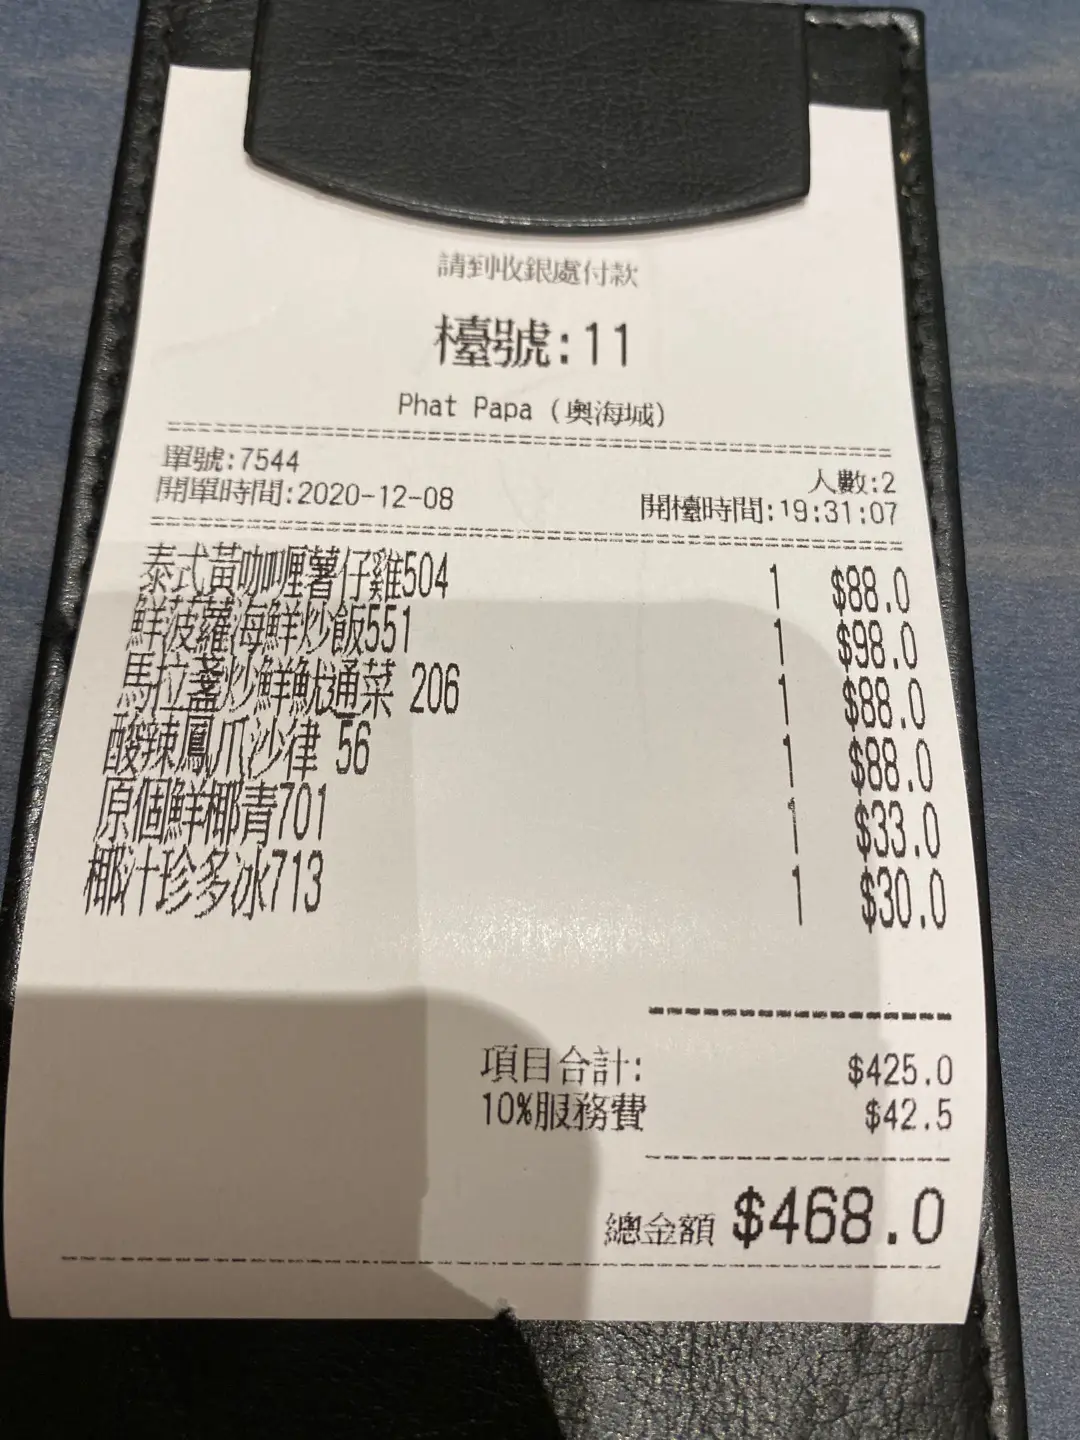 請到收銀處付款
檯號:11
Phat Papa (奧海城)
單號:7544 人數:2
開單時間:2020-12-08 開檯時間:19:31:07
泰式黃咖喱薯仔雞504 1 $88.0
鮮菠蘿海鮮炒飯551 1 $98.0
馬拉盞炒鮮魷通菜 206 1 $88.0
酸辣鳳爪沙律 56 1 $88.0
原個鮮椰青701 1 $33.0
椰汁珍多冰713 1 $30.0
項目合計: $425.0
10%服務費 $42.5
總金額 $468.0